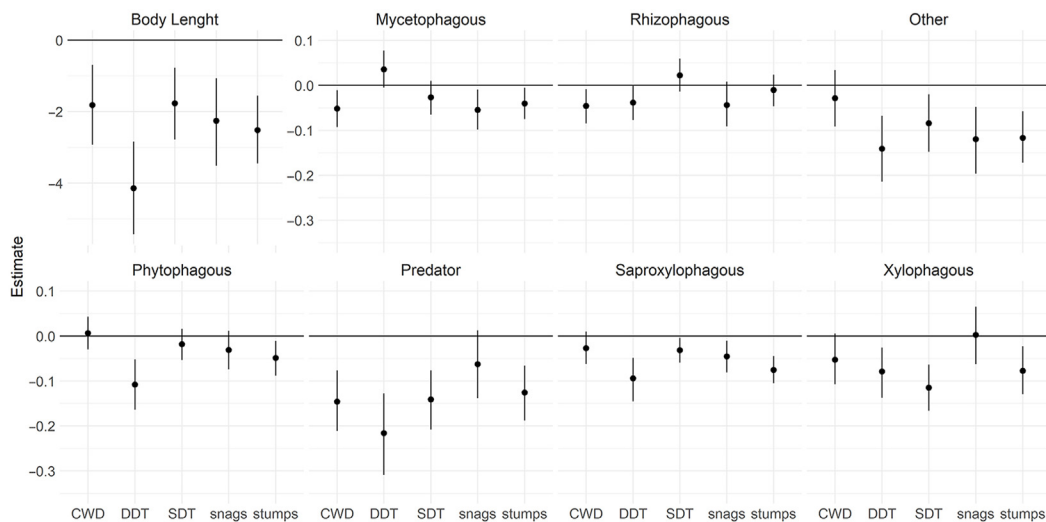 Body Lenght Mycetophagous Rhizophagous Other
0 0.1
0.0
−2 −0.1
−0.2
−4
−0.3
Estimate
Phytophagous Predator Saproxylophagous Xylophagous
0.1
0.0
−0.1
−0.2
−0.3
CWD DDT SDT snags stumps CWD DDT SDT snags stumps CWD DDT SDT snags stumps CWD DDT SDT snags stumps